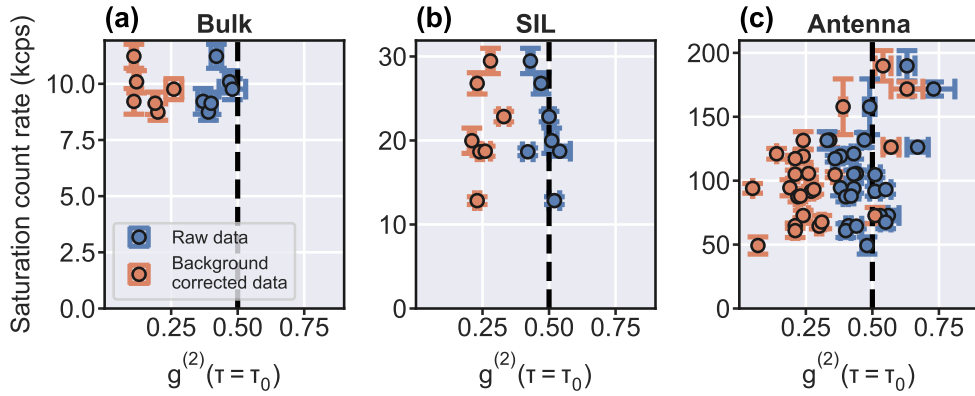 (a) Bulk
(b) SIL
(c) Antenna
Saturation count rate (kcps)
10.0
7.5
5.0
2.5
0.0
30
20
10
0
200
150
100
50
0
Raw data
Background
corrected data
0.25 0.50 0.75
0.25 0.50 0.75
0.25 0.50 0.75
g⁽²⁾(τ = τ₀)
g⁽²⁾(τ = τ₀)
g⁽²⁾(τ = τ₀)